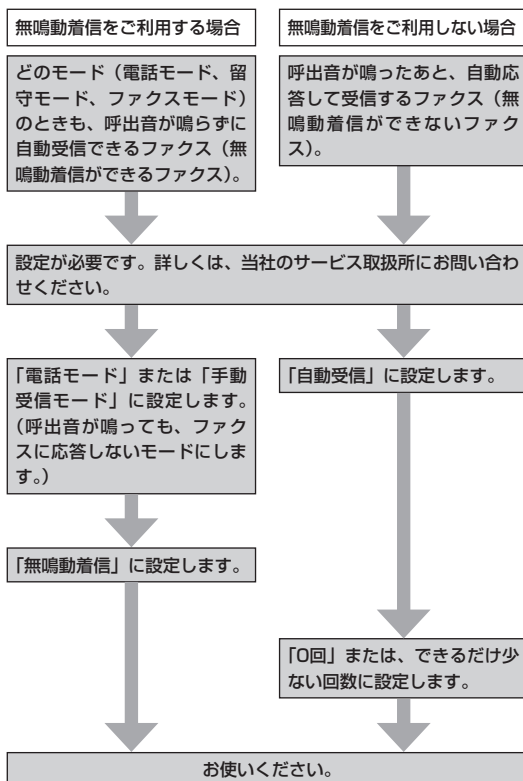 無鳴動着信をご利用する場合
無鳴動着信をご利用しない場合
どのモード（電話モード、留
守モード、ファクスモード）
のときも、呼出音が鳴らずに
自動受信できるファクス（無
鳴動着信ができるファクス）。
呼出音が鳴ったあと、自動応
答して受信するファクス（無
鳴動着信ができないファク
ス）。
設定が必要です。詳しくは、当社のサービス取扱所にお問い合わ
せください。
「電話モード」または「手動
受信モード」に設定します。
（呼出音が鳴っても、ファク
スに応答しないモードにしま
す。）
「自動受信」に設定します。
「無鳴動着信」に設定します。
「0回」または、できるだけ少
ない回数に設定します。
お使いください。